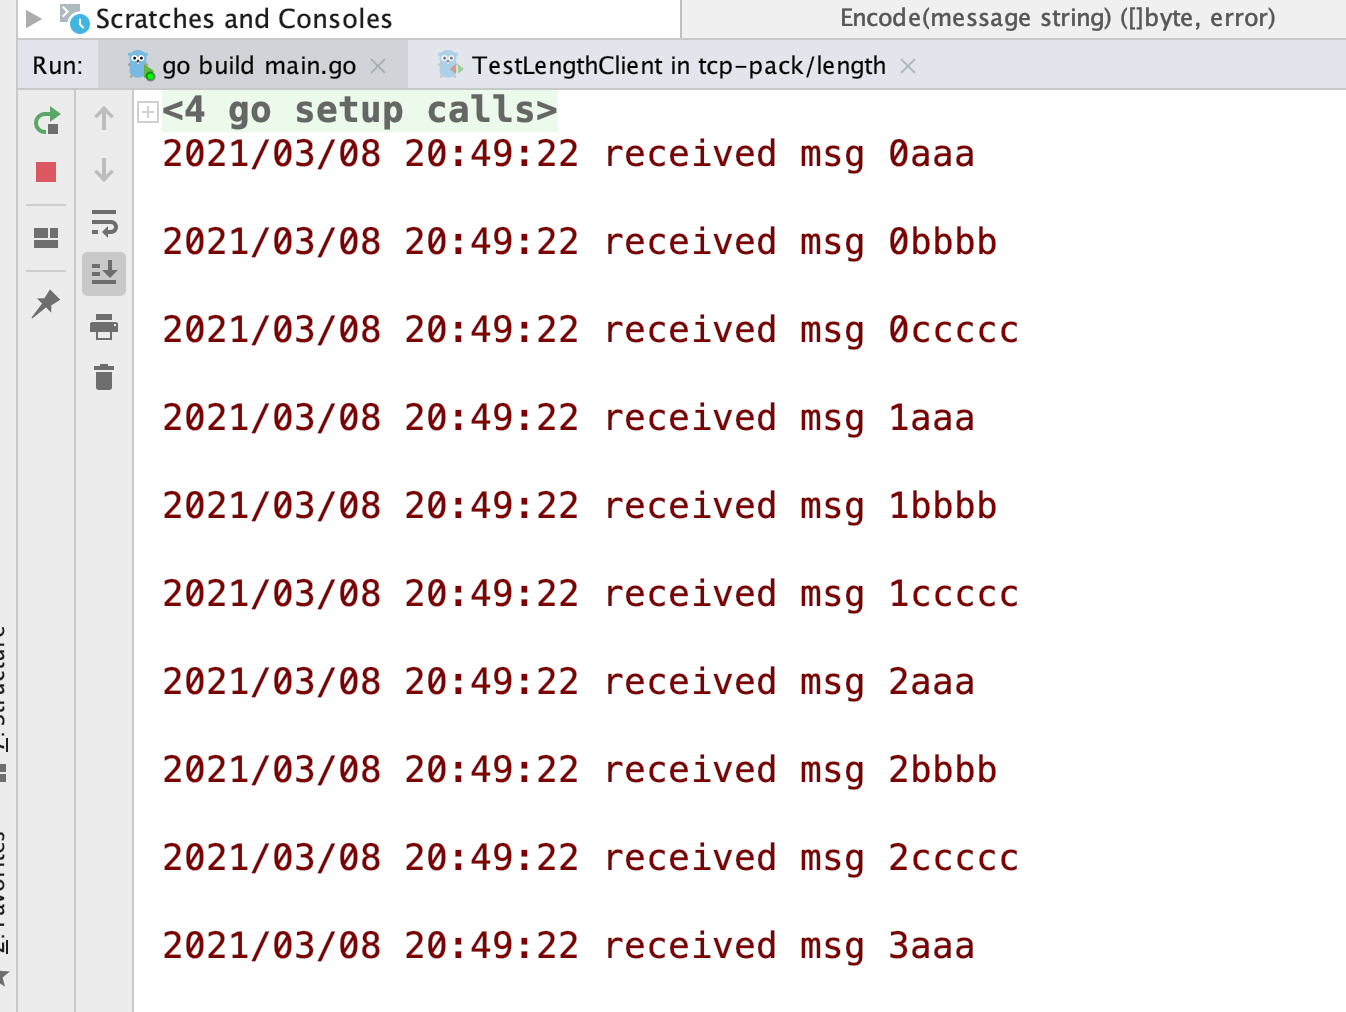 Scratches and Consoles
Encode(message string) ([]byte, error)
Run: go build main.go TestLengthClient in tcp-pack/length
<4 go setup calls>
2021/03/08 20:49:22 received msg 0aaa
2021/03/08 20:49:22 received msg 0bbbb
2021/03/08 20:49:22 received msg 0ccccc
2021/03/08 20:49:22 received msg 1aaa
2021/03/08 20:49:22 received msg 1bbbb
2021/03/08 20:49:22 received msg 1ccccc
2021/03/08 20:49:22 received msg 2aaa
2021/03/08 20:49:22 received msg 2bbbb
2021/03/08 20:49:22 received msg 2ccccc
2021/03/08 20:49:22 received msg 3aaa